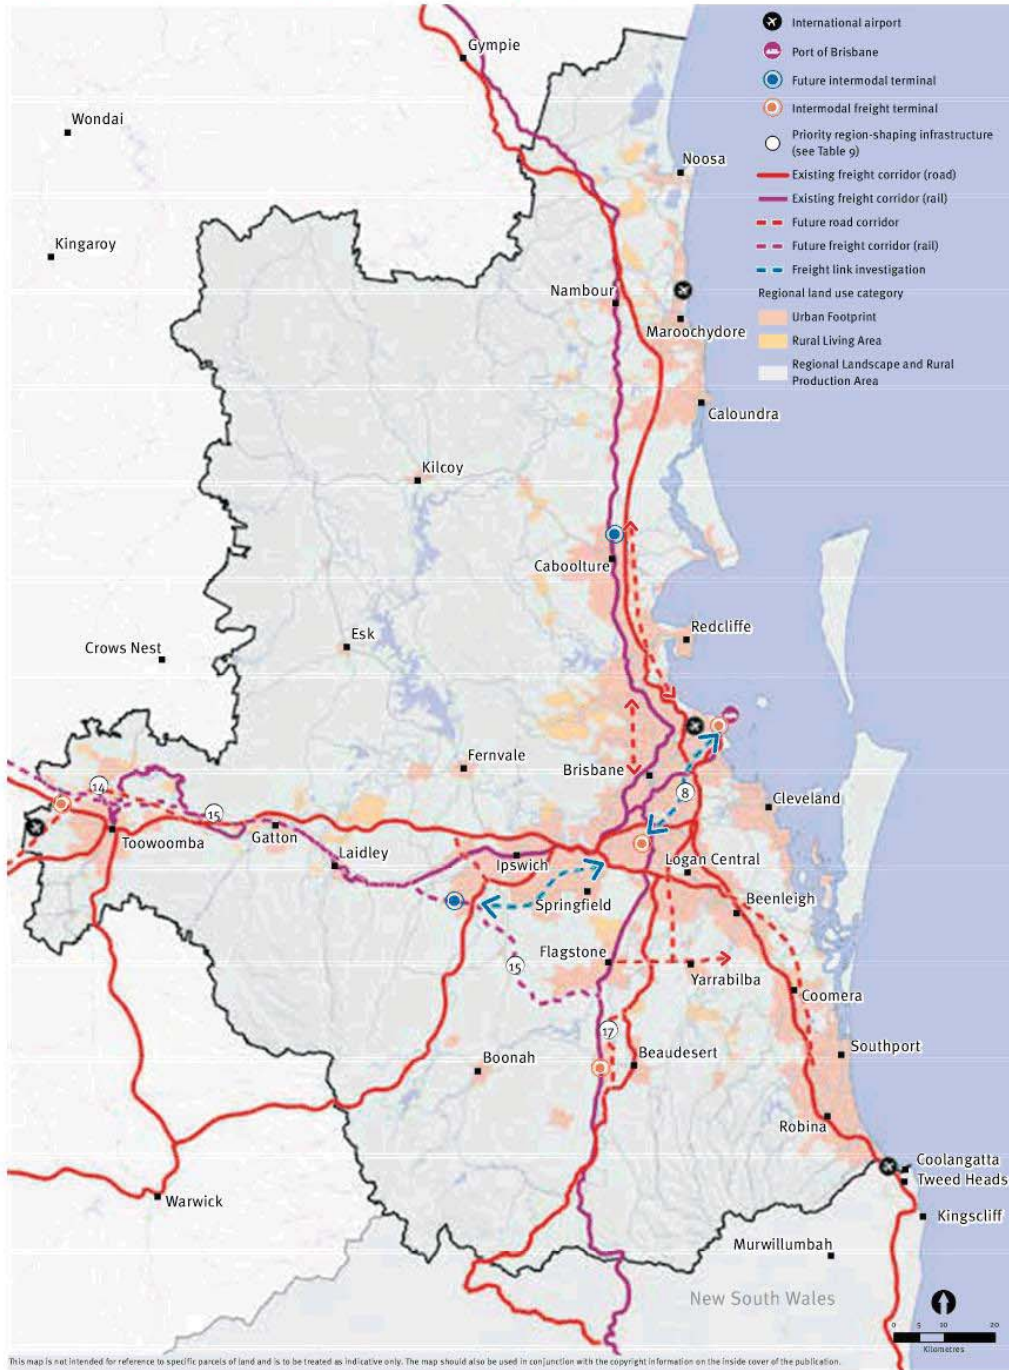 International airport
Port of Brisbane
Future intermodal terminal
Intermodal freight terminal
Priority region-shaping infrastructure
(see Table 9)
Existing freight corridor (road)
Existing freight corridor (rail)
Future road corridor
Future freight corridor (rail)
Freight link investigation
Regional land use category
Urban Footprint
Rural Living Area
Regional Landscape and Rural
Production Area
Gympie
Wondai
Noosa
Kingaroy
Nambour
Maroochydore
Caloundra
Kilcoy
Caboolture
Redcliffe
Esk
Crows Nest
Fernvale
Brisbane
14
8
15
Cleveland
Toowoomba
Gatton
Laidley
Ipswich
Logan Central
Springfield
Beenleigh
Flagstone
15
Yarrabilba
Coomera
17
Boonah
Beaudesert
Southport
Robina
Coolangatta
Tweed Heads
Warwick
Kingscliff
Murwillumbah
New South Wales
0 5 10 20
Kilometres
This map is not intended for reference to specific parcels of land and is to be treated as indicative only. The map should also be used in conjunction with the copyright information on the inside cover of the publication.